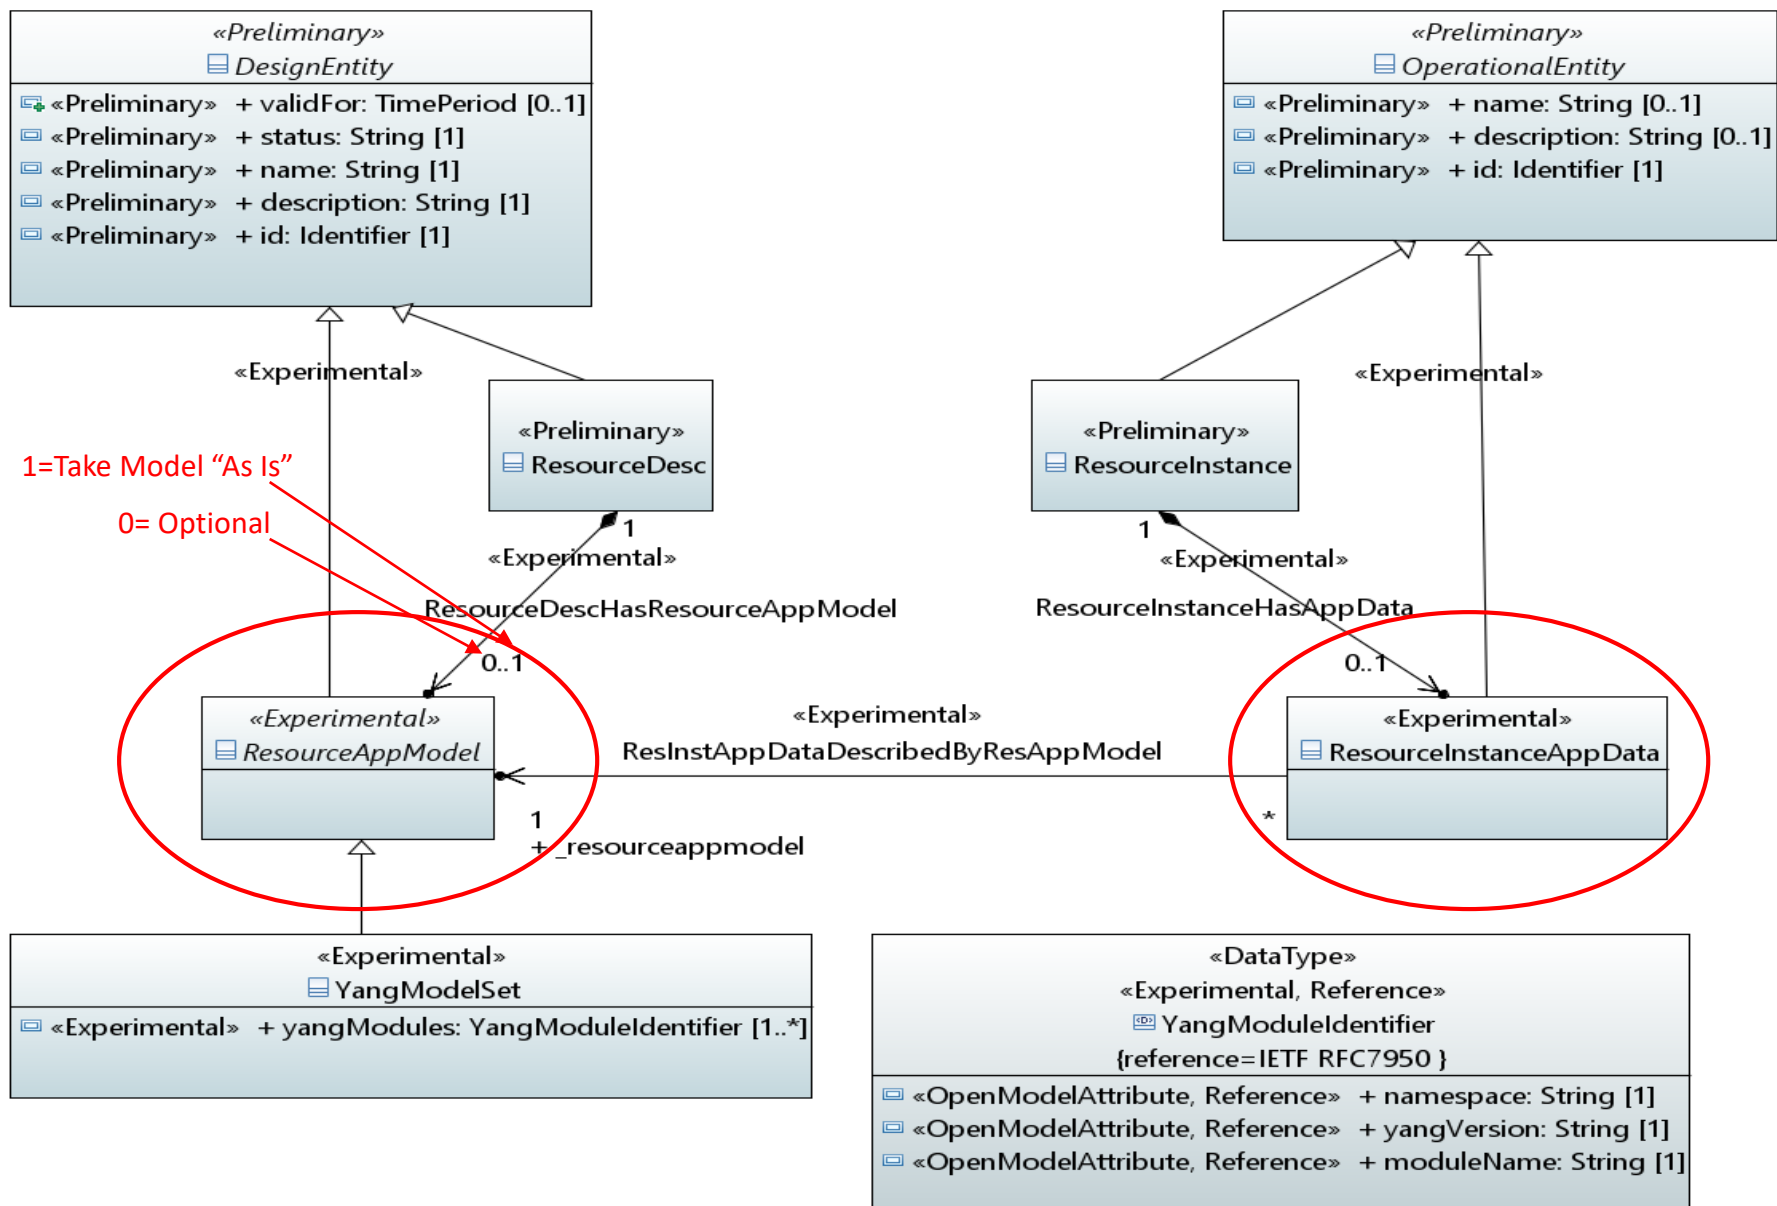 «Preliminary»
DesignEntity
«Preliminary» + validFor: TimePeriod [0..1]
«Preliminary» + status: String [1]
«Preliminary» + name: String [1]
«Preliminary» + description: String [1]
«Preliminary» + id: Identifier [1]
«Preliminary»
OperationalEntity
«Preliminary» + name: String [0..1]
«Preliminary» + description: String [0..1]
«Preliminary» + id: Identifier [1]
«Experimental»
«Experimental»
«Preliminary»
ResourceDesc
«Preliminary»
ResourceInstance
1=Take Model “As Is”
0= Optional
1
«Experimental»
ResourceDescHasResourceAppModel
0..1
1
«Experimental»
ResourceInstanceHasAppData
0..1
«Experimental»
ResourceAppModel
«Experimental»
ResInstAppDataDescribedByResAppModel
1
+ _resourceappmodel
*
«Experimental»
ResourceInstanceAppData
«Experimental»
YangModelSet
«Experimental» + yangModules: YangModuleIdentifier [1..*]
«DataType»
«Experimental, Reference»
«D» YangModuleIdentifier
{reference=IETF RFC7950 }
«OpenModelAttribute, Reference» + namespace: String [1]
«OpenModelAttribute, Reference» + yangVersion: String [1]
«OpenModelAttribute, Reference» + moduleName: String [1]